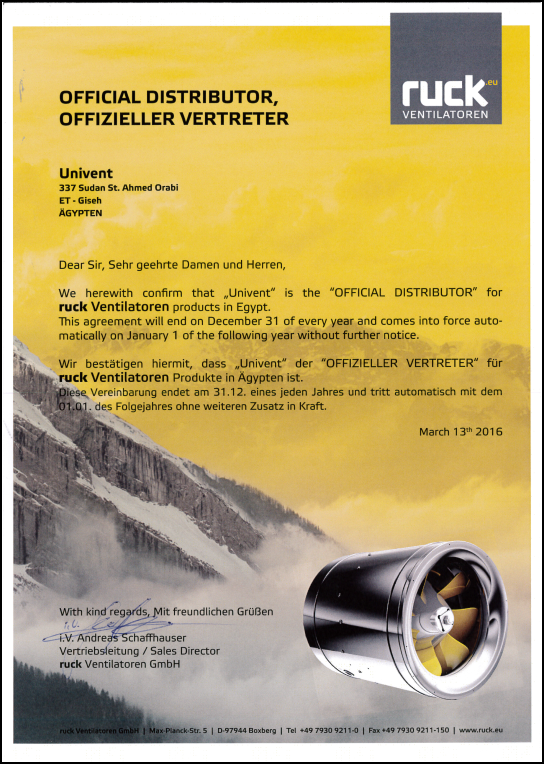 ruck.eu
VENTILATOREN
OFFICIAL DISTRIBUTOR,
OFFIZIELLER VERTRETER
Univent
337 Sudan St. Ahmed Orabi
ET - Giseh
ÄGYPTEN
Dear Sir, Sehr geehrte Damen und Herren,
We herewith confirm that „Univent" is the "OFFICIAL DISTRIBUTOR" for
ruck Ventilatoren products in Egypt.
This agreement will end on December 31 of every year and comes into force auto-
matically on January 1 of the following year without further notice.
Wir bestätigen hiermit, dass „Univent" der "OFFIZIELLER VERTRETER" für
ruck Ventilatoren Produkte in Ägypten ist.
Diese Vereinbarung endet am 31.12. eines jeden Jahres und tritt automatisch mit dem
01.01. des Folgejahres ohne weiteren Zusatz in Kraft.
March 13th 2016
With kind regards, Mit freundlichen Grüßen
i.V. Andreas Schaffhauser
Vertriebsleitung / Sales Director
ruck Ventilatoren GmbH
ruck Ventilatoren GmbH | Max-Planck-Str. 5 | D-97944 Boxberg | Tel +49 7930 9211-0 | Fax +49 7930 9211-150 | www.ruck.eu